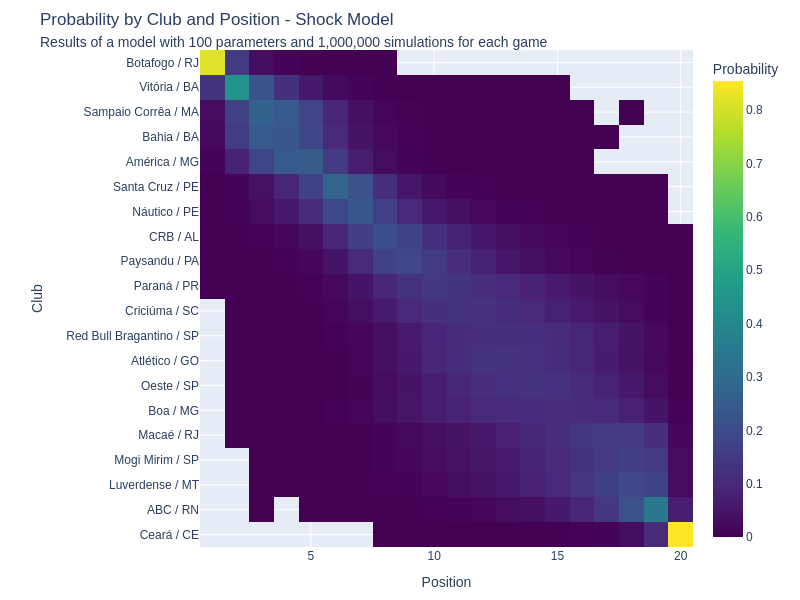 Probability by Club and Position - Shock Model
Results of a model with 100 parameters and 1,000,000 simulations for each game
Probability
Botafogo / RJ
Vitória / BA
Sampaio Corrêa / MA
Bahia / BA
América / MG
Santa Cruz / PE
Náutico / PE
CRB / AL
Paysandu / PA
Paraná / PR
Criciúma / SC
Red Bull Bragantino / SP
Atlético / GO
Oeste / SP
Boa / MG
Macaé / RJ
Mogi Mirim / SP
Luverdense / MT
ABC / RN
Ceará / CE
Club
5
10
15
20
Position
0.8
0.7
0.6
0.5
0.4
0.3
0.2
0.1
0